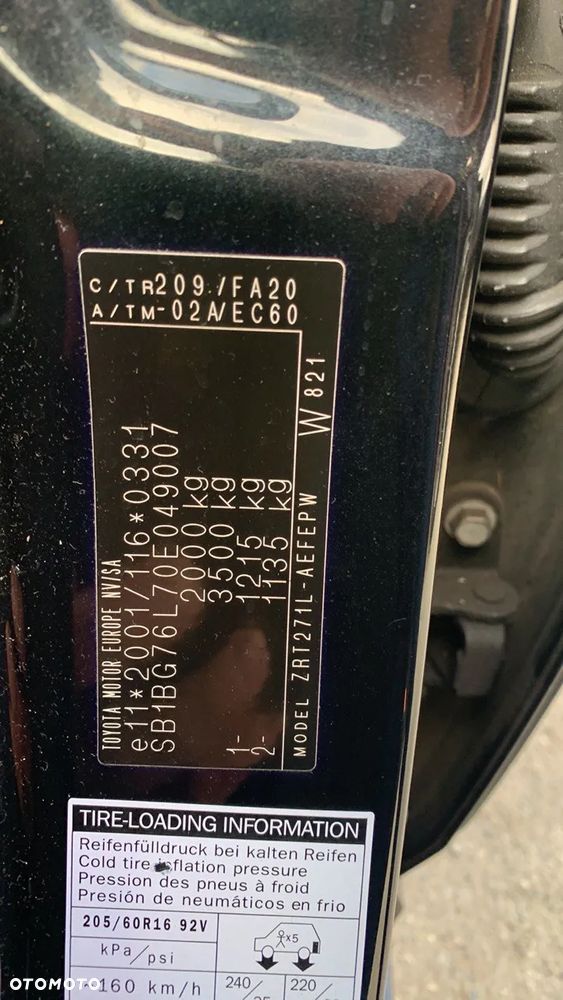 C/TR 209 /FA20
A/TM -02A/EC60
TOYOTA MOTOR EUROPE NV/SA
e11*2001/116*0331
SB1BG76L70E049007
2000 kg
3500 kg
1- 1215 kg
2- 1135 kg
MODEL ZRT271L-AEFEPW W 821
TIRE-LOADING INFORMATION
Reifenfülldruck bei kalten Reifen
Cold tire inflation pressure
Pression des pneus à froid
Presión de neumáticos en frio
205/60R16 92V
x5
kPa/psi
~160 km/h
240/
220/
OTOMOTO